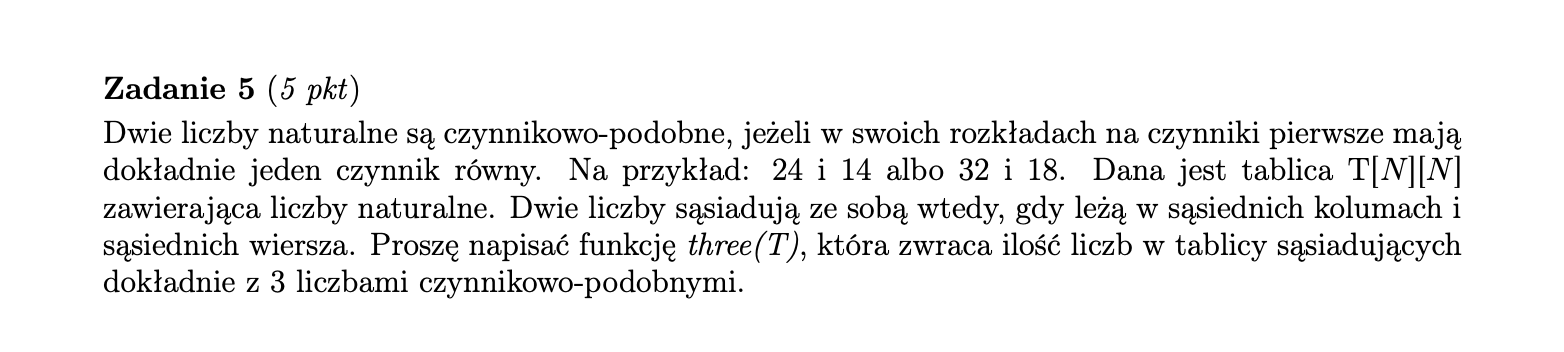 Zadanie 5 (5 pkt)
Dwie liczby naturalne są czynnikowo-podobne, jeżeli w swoich rozkładach na czynniki pierwsze mają
dokładnie jeden czynnik równy. Na przykład: 24 i 14 albo 32 i 18. Dana jest tablica T[N][N]
zawierająca liczby naturalne. Dwie liczby sąsiadują ze sobą wtedy, gdy leżą w sąsiednich kolumach i
sąsiednich wiersza. Proszę napisać funkcję three(T), która zwraca ilość liczb w tablicy sąsiadujących
dokładnie z 3 liczbami czynnikowo-podobnymi.